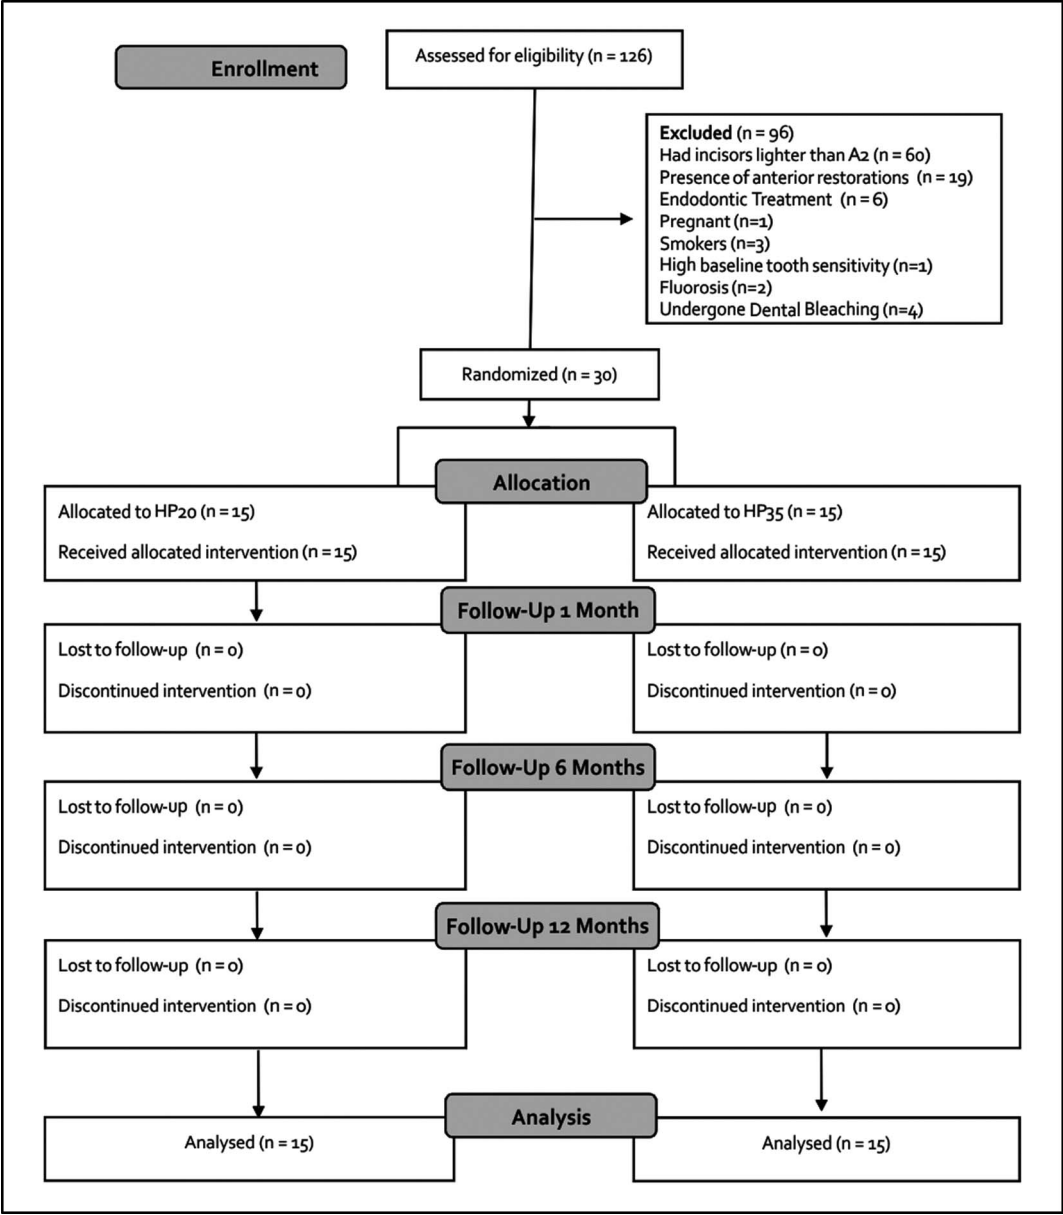 Enrollment
Assessed for eligibility (n = 126)
Excluded (n = 96)
Had incisors lighter than A2 (n = 60)
Presence of anterior restorations (n = 19)
Endodontic Treatment (n = 6)
Pregnant (n=1)
Smokers (n=3)
High baseline tooth sensitivity (n=1)
Fluorosis (n=2)
Undergone Dental Bleaching (n=4)
Randomized (n = 30)
Allocation
Allocated to HP20 (n = 15)
Received allocated intervention (n = 15)
Allocated to HP35 (n = 15)
Received allocated intervention (n = 15)
Follow-Up 1 Month
Lost to follow-up (n = 0)
Discontinued intervention (n = 0)
Lost to follow-up (n = 0)
Discontinued intervention (n = 0)
Follow-Up 6 Months
Lost to follow-up (n = 0)
Discontinued intervention (n = 0)
Lost to follow-up (n = 0)
Discontinued intervention (n = 0)
Follow-Up 12 Months
Lost to follow-up (n = 0)
Discontinued intervention (n = 0)
Lost to follow-up (n = 0)
Discontinued intervention (n = 0)
Analysis
Analysed (n = 15)
Analysed (n = 15)